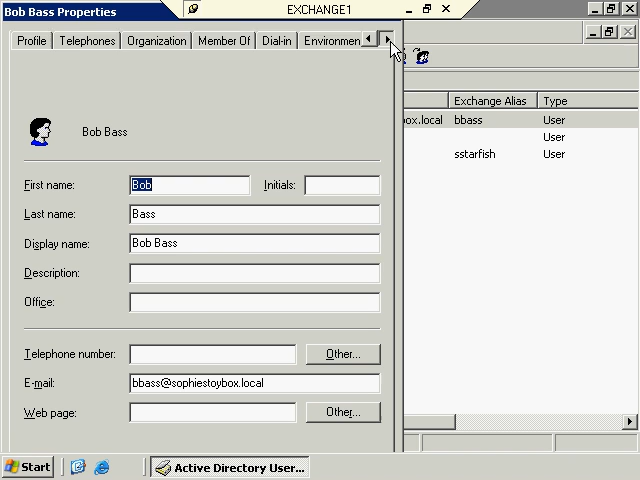 Bob Bass Properties
EXCHANGE1
Profile Telephones Organization Member Of Dial-in Environmen
Exchange Alias Type
Bob Bass
box.local bbass User
User
sstarfish User
First name: Bob Initials:
Last name: Bass
Display name: Bob Bass
Description:
Office:
Telephone number: Other...
E-mail: bbass@sophiestoybox.local
Web page: Other...
Start Active Directory User...